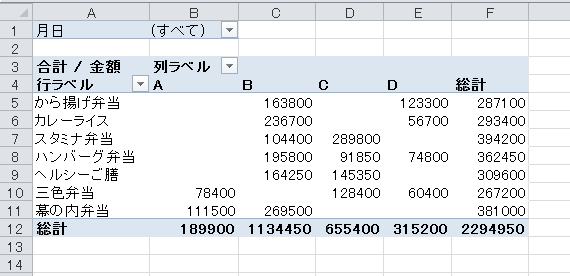 A B C D E F
1 月日 (すべて)
2
3 合計 / 金額 列ラベル
4 行ラベル A B C D 総計
5 から揚げ弁当 163800 123300 287100
6 カレーライス 236700 56700 293400
7 スタミナ弁当 104400 289800 394200
8 ハンバーグ弁当 195800 91850 74800 362450
9 ヘルシーご膳 164250 145350 309600
10 三色弁当 78400 128400 60400 267200
11 幕の内弁当 111500 269500 381000
12 総計 189900 1134450 655400 315200 2294950
13
14